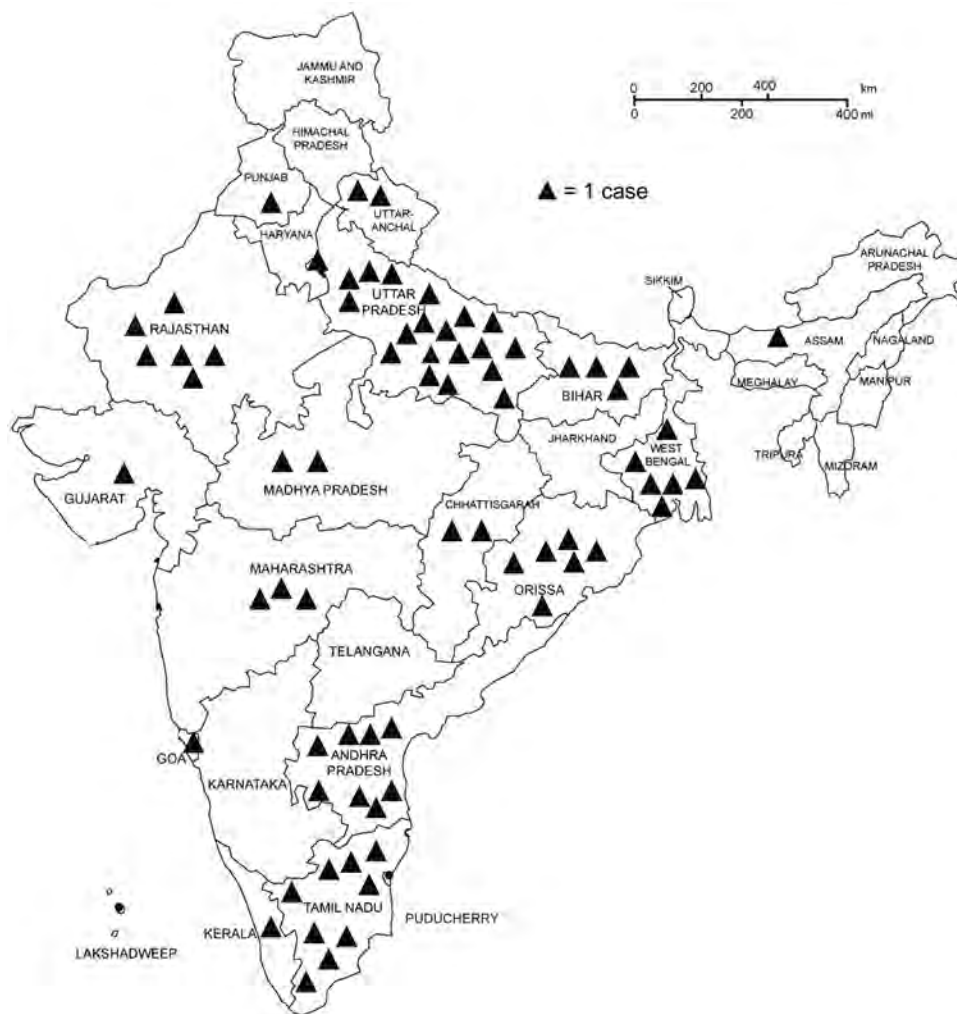 JAMMU AND
KASHMIR
0 200 400 km
0 200 400 mi
HIMACHAL
PRADESH
PUNJAB
▲ = 1 case
UTTAR-
ANCHAL
HARYANA
ARUNACHAL
PRADESH
SIKKIM
UTTAR
PRADESH
RAJASTHAN
ASSAM
NAGALAND
MEGHALAY
MANIPUR
BIHAR
JHARKHAND
WEST
BENGAL
TRIPURA
MIZORAM
GUJARAT
MADHYA PRADESH
CHHATTISGARAH
MAHARASHTRA
ORISSA
TELANGANA
GOA
ANDHRA
PRADESH
KARNATAKA
TAMIL NADU
PUDUCHERRY
KERALA
LAKSHADWEEP